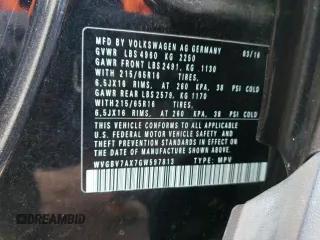 MFD BY VOLKSWAGEN AG GERMANY 03/16
GVWR LBS 4960 KG 2250
GAWR FRONT LBS 2491, KG 1130
WITH 215/65R16 TIRES,
6,5JX16 RIMS, AT 260 KPA, 38 PSI COLD
GAWR REAR LBS 2579, KG 1170
WITH 215/65R16 TIRES,
6,5JX16 RIMS, AT 260 KPA, 38 PSI COLD
THIS VEHICLE CONFORMS TO ALL APPLICABLE
U.S. FEDERAL MOTOR VEHICLE SAFETY, BUMPER, AND
THEFT PREVENTION STANDARDS IN EFFECT ON THE
DATE OF MANUFACTURE SHOWN ABOVE.
WVGBV7AX7GW597813 TYPE: MPV
DREAMBID